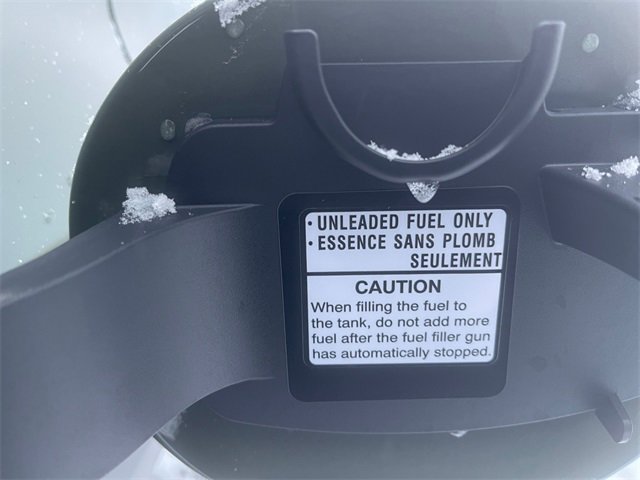 · UNLEADED FUEL ONLY
· ESSENCE SANS PLOMB
SEULEMENT
CAUTION
When filling the fuel to
the tank, do not add more
fuel after the fuel filler gun
has automatically stopped.